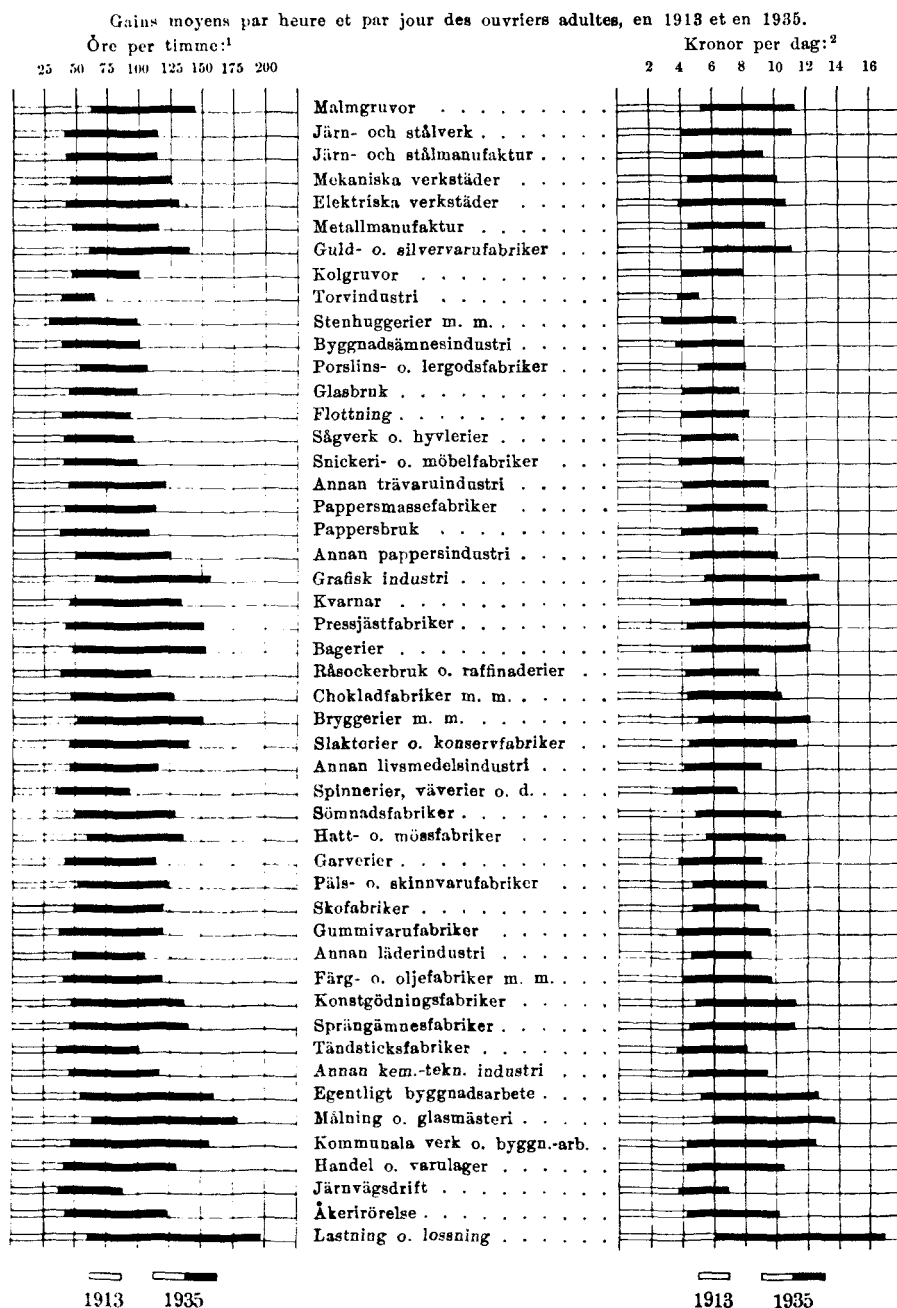 Gains moyens par heure et par jour des ouvriers adultes, en 1913 et en 1935.
Öre per timme:¹ Kronor per dag:²
25 50 75 100 125 150 175 200 2 4 6 8 10 12 14 16
Malmgruvor . . . . . . .
Järn- och stålverk . . . . . .
Järn- och stålmanufaktur . . . .
Mekaniska verkstäder . . . . .
Elektriska verkstäder . . . . .
Metallmanufaktur . . . . . .
Guld- o. silvervarufabriker . . .
Kolgruvor . . . . . . . .
Torvindustri . . . . . . .
Stenhuggerier m. m. . . . . .
Byggnadsämnesindustri . . . . .
Porslins- o. lergodsfabriker . . .
Glasbruk . . . . . . . .
Flottning . . . . . . . . .
Sågverk o. hyvlerier . . . . .
Snickeri- o. möbelfabriker . . .
Annan trävaruindustri . . . . .
Pappersmassefabriker . . . . .
Pappersbruk . . . . . . .
Annan pappersindustri . . . . .
Grafisk industri . . . . . .
Kvarnar . . . . . . . . .
Pressjästfabriker . . . . . . .
Bagerier . . . . . . . . .
Råsockerbruk o. raffinaderier . .
Chokladfabriker m. m. . . . .
Bryggerier m. m. . . . . . .
Slakterier o. konservfabriker . .
Annan livsmedelsindustri . . . .
Spinnerier, väverier o. d. . . . .
Sömnadsfabriker . . . . . . .
Hatt- o. mössfabriker . . . . .
Garverier . . . . . . . . .
Päls- o. skinnvarufabriker . . .
Skofabriker . . . . . . . .
Gummivarufabriker . . . . . .
Annan läderindustri . . . . . .
Färg- o. oljefabriker m. m. . . .
Konstgödningsfabriker . . . . .
Sprängämnesfabriker . . . . . .
Tändsticksfabriker . . . . . .
Annan kem.-tekn. industri . . .
Egentligt byggnadsarbete . . . .
Målning o. glasmästeri . . . . .
Kommunala verk o. byggn.-arb. .
Handel o. varulager . . . . . .
Järnvägsdrift . . . . . . .
Åkerirörelse . . . . . . . .
Lastning o. lossning . . . . . .
1913 1935 1913 1935